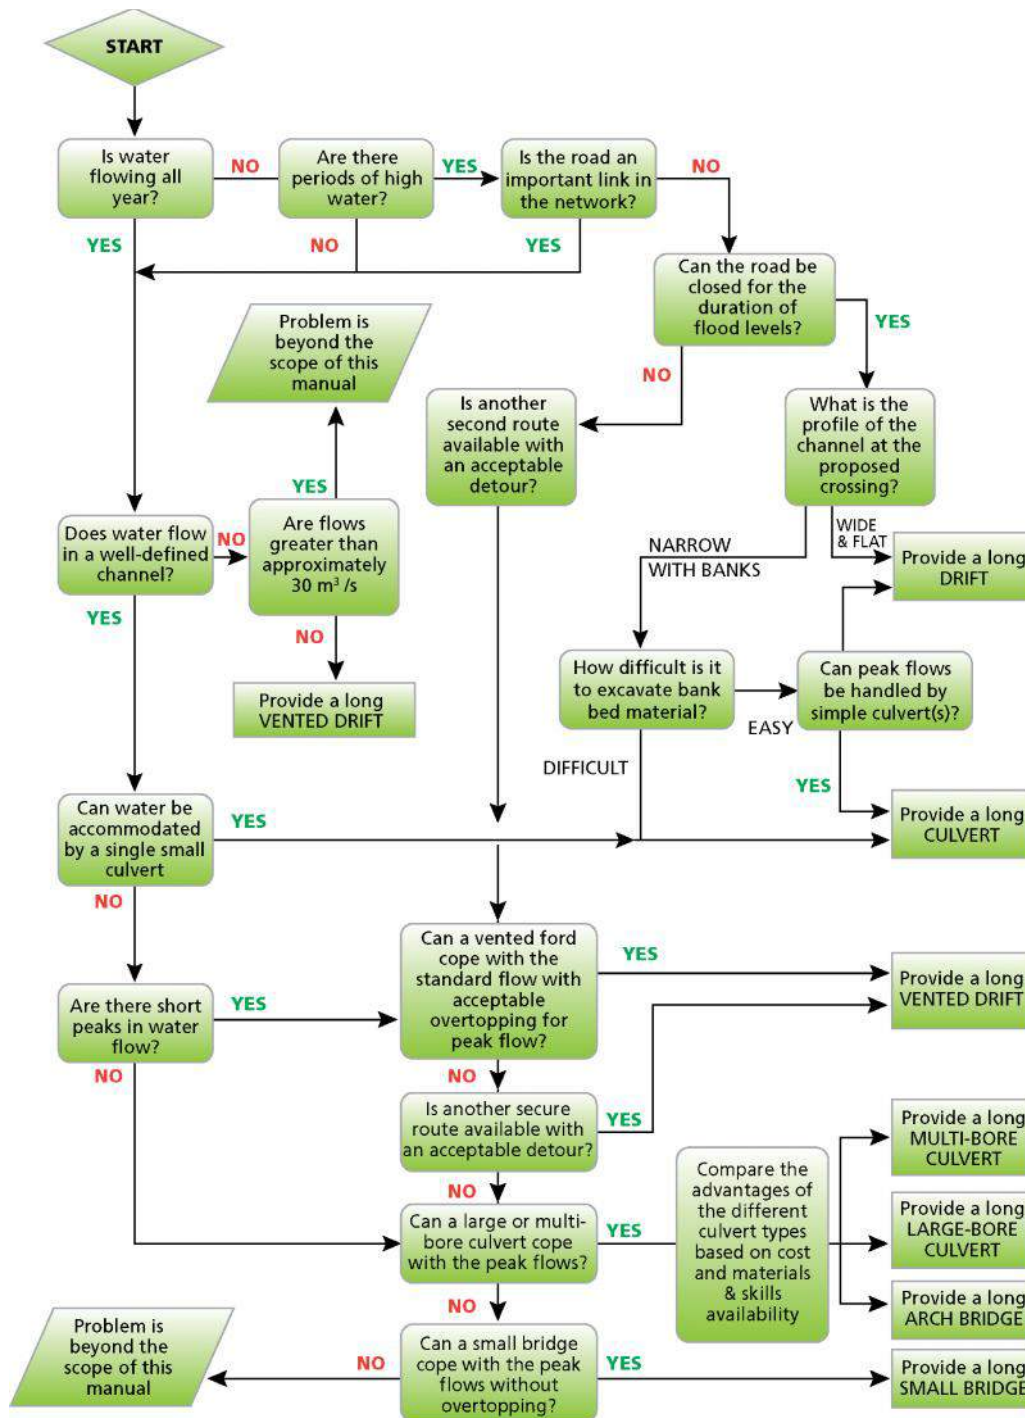 START
Is water
flowing all
year?
NO
Are there
periods of high
water?
YES
Is the road an
important link in
the network?
NO
YES
NO
YES
Can the road be
closed for the
duration of
flood levels?
YES
NO
Problem is
beyond the
scope of this
manual
Is another
second route
available with
an acceptable
detour?
What is the
profile of the
channel at the
proposed
crossing?
YES
Does water flow
in a well-defined
channel?
NO
Are flows
greater than
approximately
30 m³ /s
WIDE
& FLAT
NARROW
WITH BANKS
Provide a long
DRIFT
YES
NO
Provide a long
VENTED DRIFT
How difficult is it
to excavate bank
bed material?
EASY
Can peak flows
be handled by
simple culvert(s)?
DIFFICULT
YES
Can water be
accommodated
by a single small
culvert
YES
Provide a long
CULVERT
NO
Can a vented ford
cope with the
standard flow with
acceptable
overtopping for
peak flow?
YES
Provide a long
VENTED DRIFT
Are there short
peaks in water
flow?
YES
NO
NO
Is another secure
route available with
an acceptable detour?
YES
NO
Can a large or multi-
bore culvert cope
with the peak flows?
YES
Compare the
advantages of
the different
culvert types
based on cost
and materials
& skills
availability
Provide a long
MULTI-BORE
CULVERT
Provide a long
LARGE-BORE
CULVERT
Provide a long
ARCH BRIDGE
NO
Can a small bridge
cope with the peak
flows without
overtopping?
NO
YES
Problem is
beyond the
scope of this
manual
Provide a long
SMALL BRIDGE